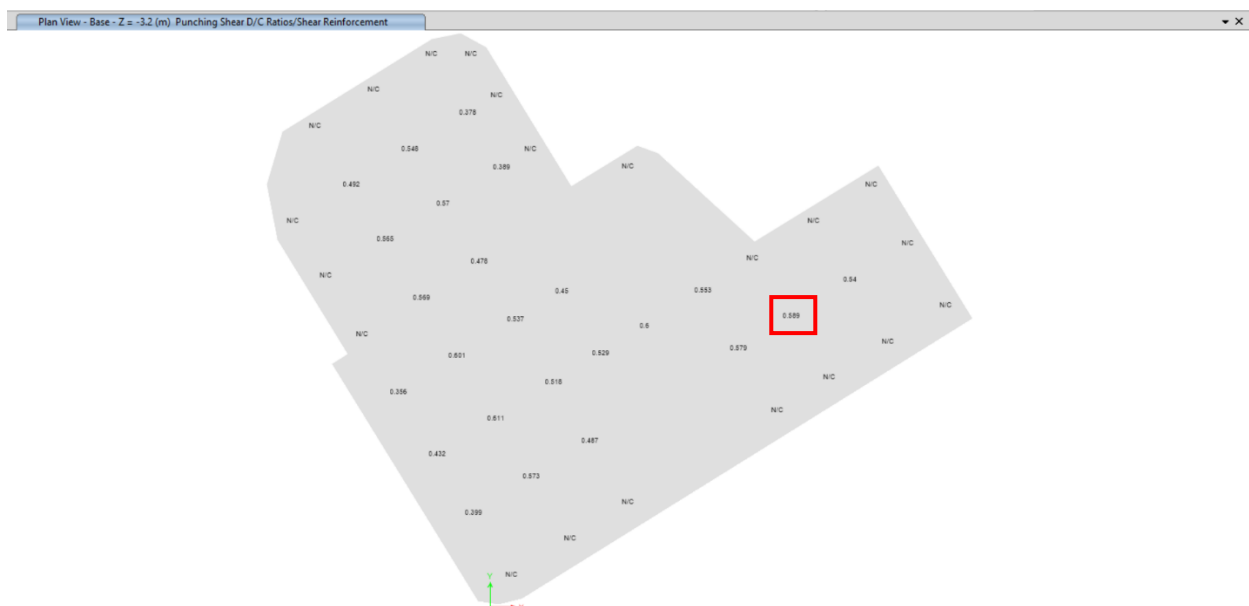 Plan View - Base - Z = -3.2 (m) Punching Shear D/C Ratios/Shear Reinforcement
N/C
N/C
N/C
N/C
0.378
N/C
0.548
N/C
0.389
N/C
0.492
N/C
0.57
N/C
N/C
0.565
N/C
N/C
0.478
N/C
0.54
0.45
0.553
0.569
N/C
0.589
0.537
0.6
N/C
N/C
0.579
0.529
0.601
N/C
0.516
0.356
N/C
0.611
0.487
0.432
0.573
N/C
0.399
N/C
N/C
Y